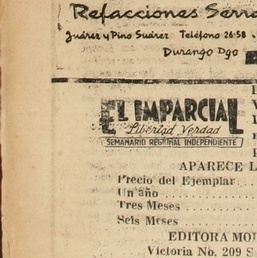 Refacciones Serra
Juárez y Pino Suárez Teléfono 26-58
Durango Dgo
EL IMPARCIAL
Libertad y Verdad
SEMANARIO REGIONAL INDEPENDIENTE
APARECE L
Precio del Ejemplar
Un año
Tres Meses
Seis Meses
EDITORA MO
Victoria No. 209 S